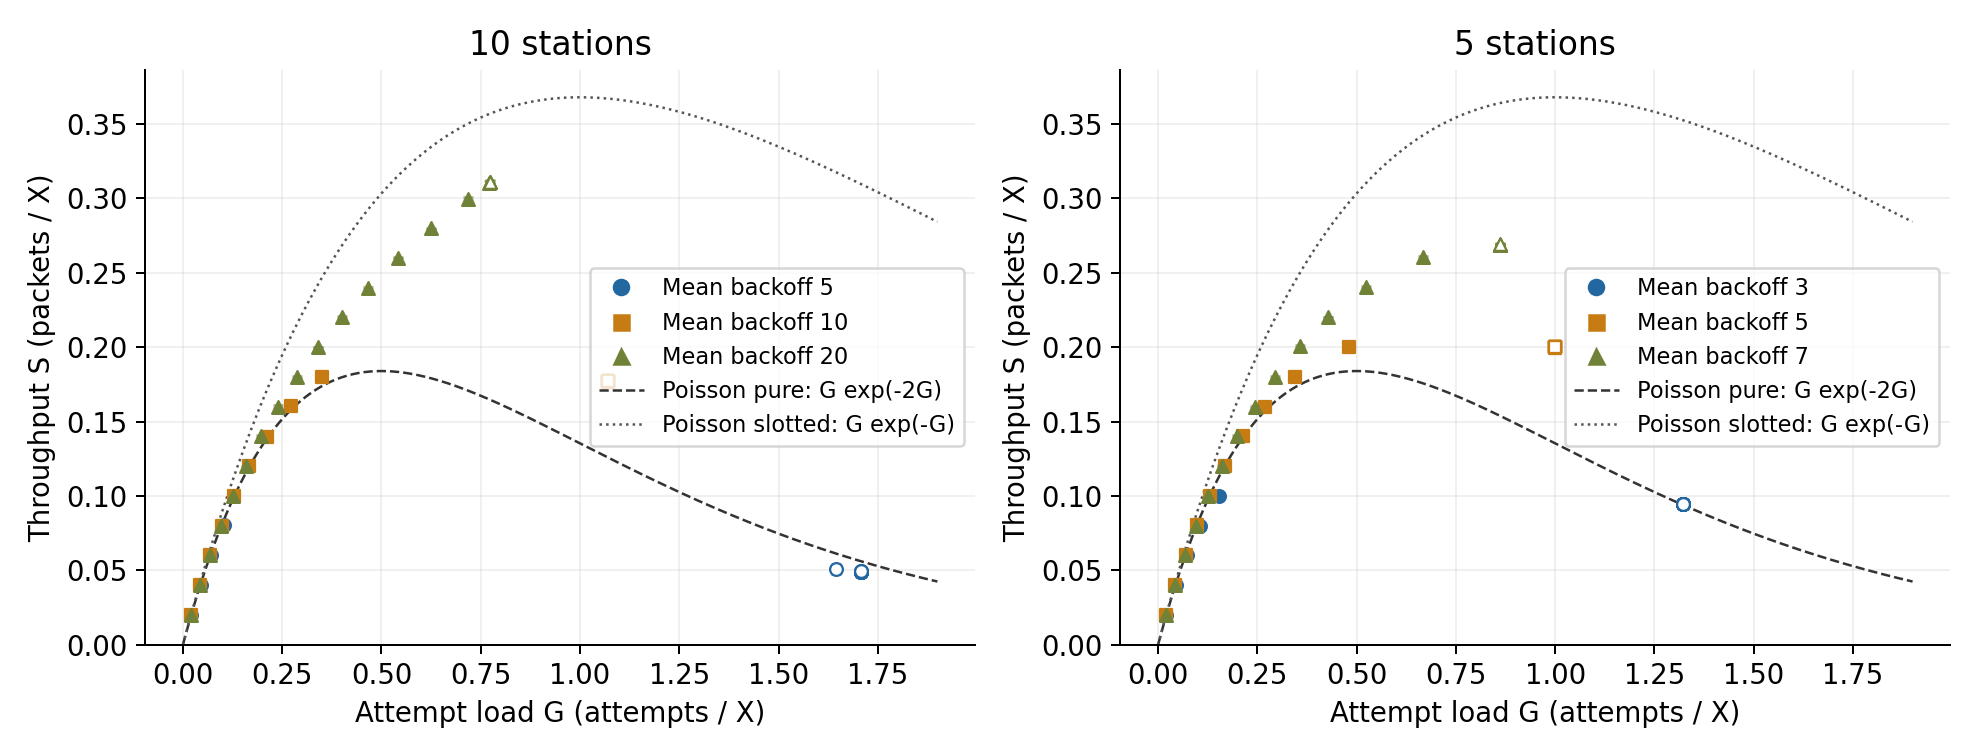 10 stations
Throughput S (packets / X)
0.35
0.30
0.25
0.20
0.15
0.10
0.05
0.00
Mean backoff 5
Mean backoff 10
Mean backoff 20
Poisson pure: G exp(-2G)
Poisson slotted: G exp(-G)
0.00 0.25 0.50 0.75 1.00 1.25 1.50 1.75
Attempt load G (attempts / X)
5 stations
Throughput S (packets / X)
0.35
0.30
0.25
0.20
0.15
0.10
0.05
0.00
Mean backoff 3
Mean backoff 5
Mean backoff 7
Poisson pure: G exp(-2G)
Poisson slotted: G exp(-G)
0.00 0.25 0.50 0.75 1.00 1.25 1.50 1.75
Attempt load G (attempts / X)